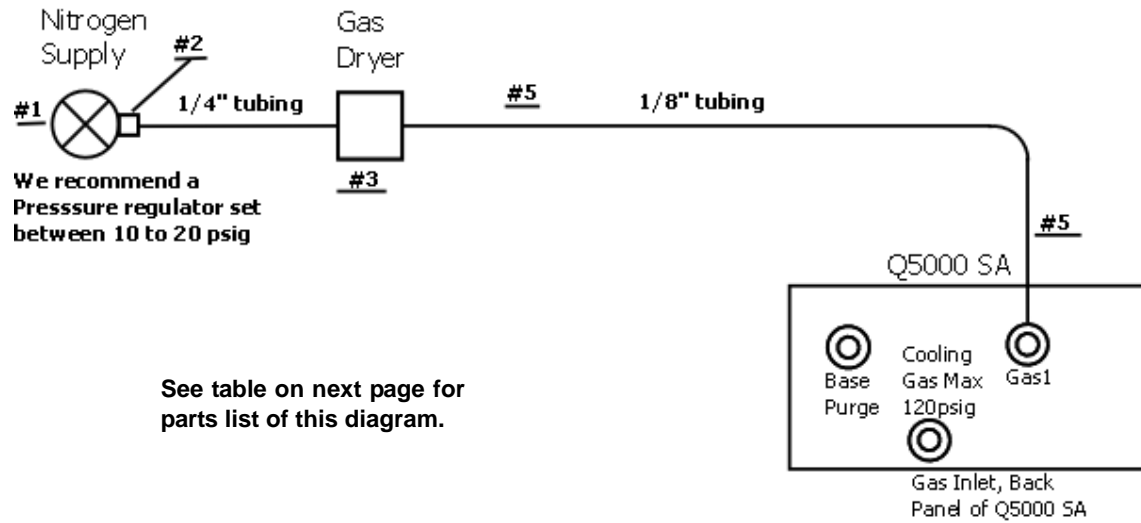 Nitrogen
Supply
#2
Gas
Dryer
#1
1/4" tubing
#5
1/8" tubing
We recommend a
Presssure regulator set
between 10 to 20 psig
#3
#5
Q5000 SA
Base
Purge
Cooling
Gas Max
120psig
Gas1
See table on next page for
parts list of this diagram.
Gas Inlet, Back
Panel of Q5000 SA